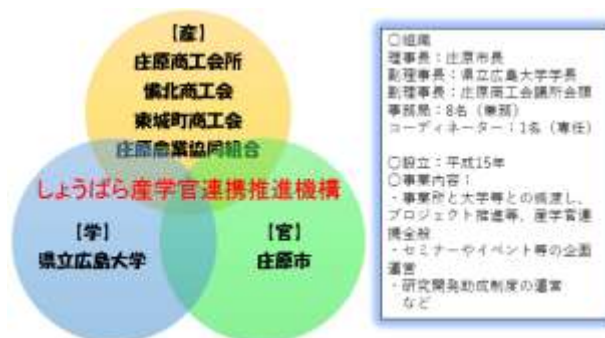 【産】
庄原商工会所
備北商工会
東城町商工会
庄原農業協同組合
しょうばら産学官連携推進機構
【学】
県立広島大学
【官】
庄原市
〇組織
理事長：庄原市長
副理事長：県立広島大学学長
副理事長：庄原商工会議所会頭
事務局：8名（兼務）
コーディネーター：1名（専任）
〇設立：平成15年
〇事業内容：
・事業所と大学等との橋渡し、
プロジェクト推進等、産学官連
携全般
・セミナーやイベント等の企画
運営
・研究開発助成制度の運営
など